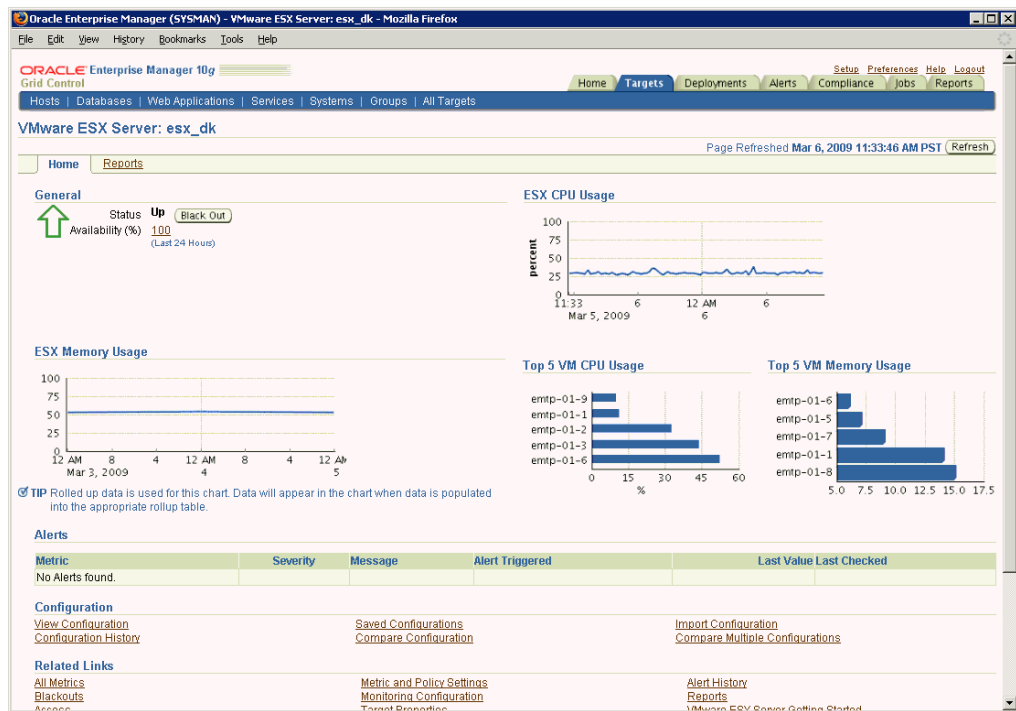 Oracle Enterprise Manager (SYSMAN) - VMware ESX Server: esx_dk - Mozilla Firefox
File Edit View History Bookmarks Tools Help
ORACLE Enterprise Manager 10g
Grid Control
Setup Preferences Help Logout
Home Targets Deployments Alerts Compliance Jobs Reports
Hosts | Databases | Web Applications | Services | Systems | Groups | All Targets
VMware ESX Server: esx_dk
Page Refreshed Mar 6, 2009 11:33:46 AM PST Refresh
Home Reports
General
Status Up Black Out
Availability (%) 100
(Last 24 Hours)
ESX CPU Usage
percent
100
75
50
25
0
11:33 6 12 AM 6
Mar 5, 2009 6
ESX Memory Usage
100
75
50
25
0
12 AM 8 4 12 AM 8 4 12 AM
Mar 3, 2009 4 5
TIP Rolled up data is used for this chart. Data will appear in the chart when data is populated
into the appropriate rollup table.
Top 5 VM CPU Usage
emtp-01-9
emtp-01-1
emtp-01-2
emtp-01-3
emtp-01-6
0 15 30 45 60
%
Top 5 VM Memory Usage
emtp-01-6
emtp-01-5
emtp-01-7
emtp-01-1
emtp-01-8
5.0 7.5 10.0 12.5 15.0 17.5
Alerts
Metric Severity Message Alert Triggered Last Value Last Checked
No Alerts found.
Configuration
View Configuration Saved Configurations Import Configuration
Configuration History Compare Configuration Compare Multiple Configurations
Related Links
All Metrics Metric and Policy Settings Alert History
Blackouts Monitoring Configuration Reports
Access Target Properties VMware ESX Server Getting Started